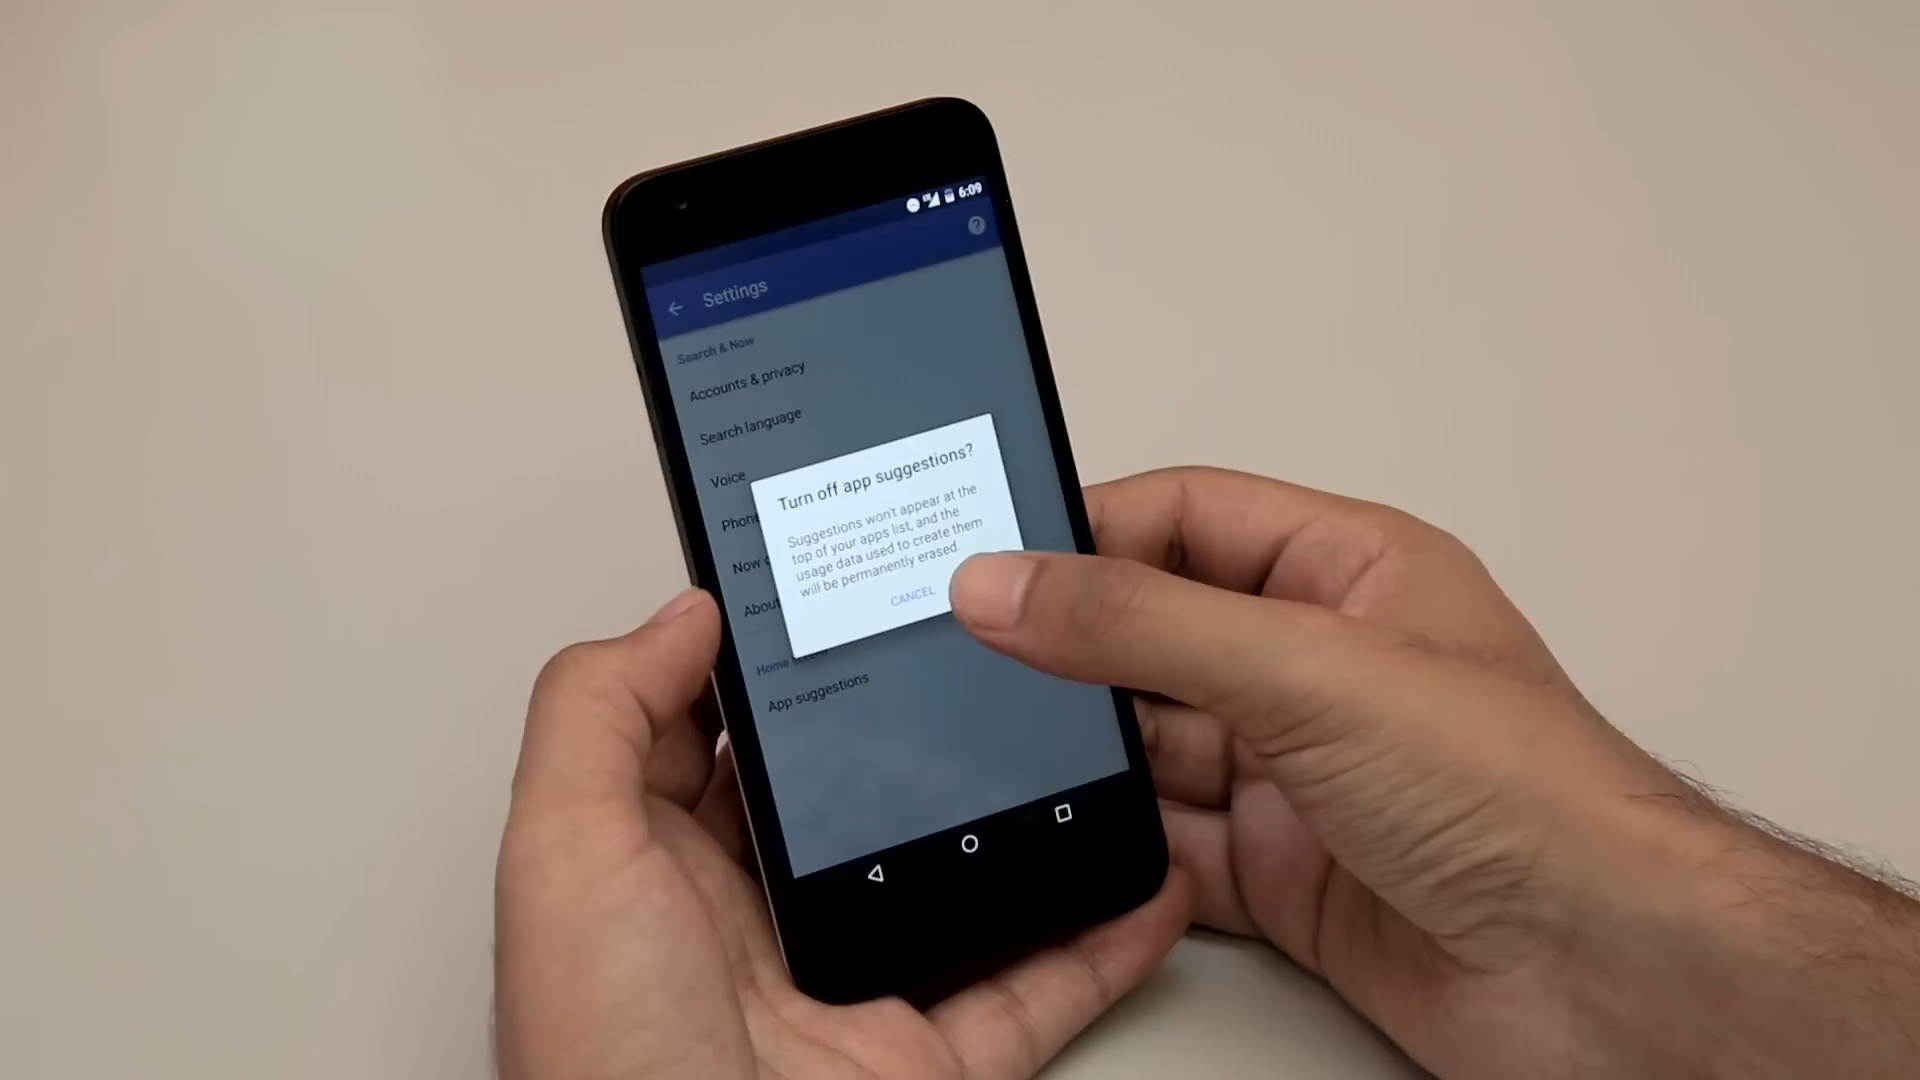 6:09
Settings
Search & Now
Accounts & privacy
Search language
Voice
Phone
Now
About
Turn off app suggestions?
Suggestions won't appear at the
top of your apps list, and the
usage data used to create them
will be permanently erased.
CANCEL
Home
App suggestions